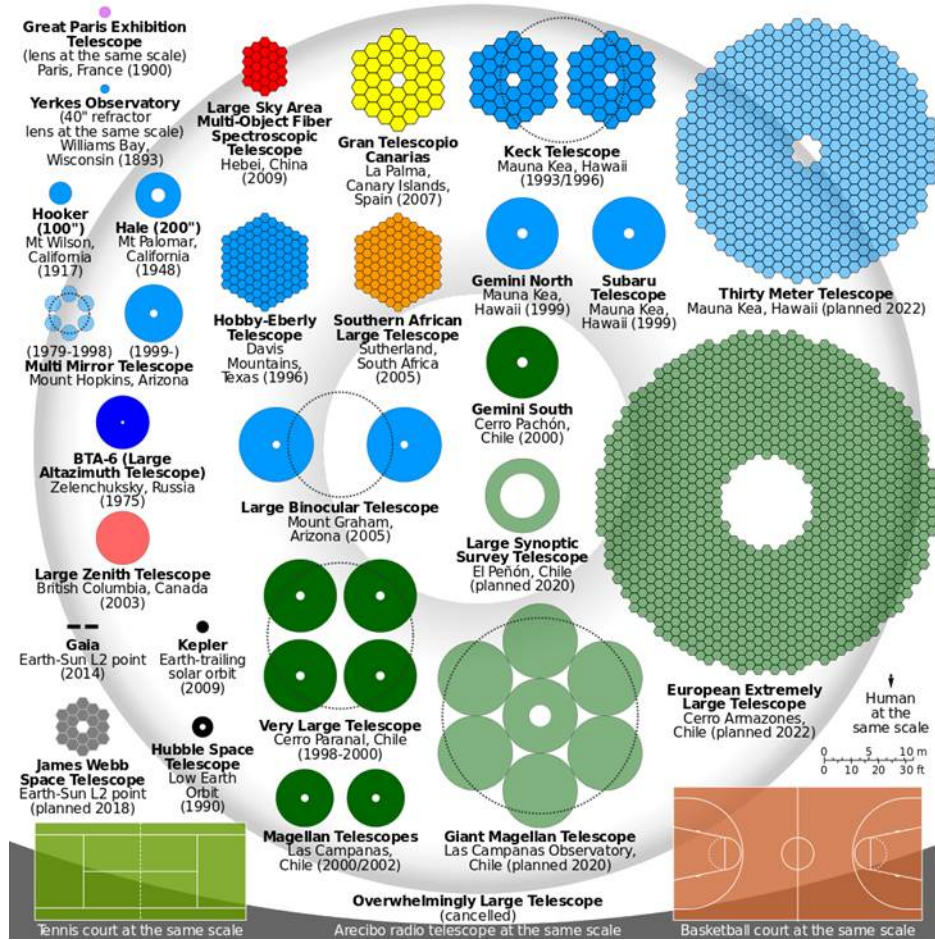 Great Paris Exhibition
Telescope
(lens at the same scale)
Paris, France (1900)
Yerkes Observatory
(40" refractor
lens at the same scale)
Williams Bay,
Wisconsin (1893)
Hooker
(100")
Mt Wilson,
California
(1917)
Hale (200")
Mt Palomar,
California
(1948)
(1979-1998)
(1999-)
Multi Mirror Telescope
Mount Hopkins, Arizona
BTA-6 (Large
Altazimuth Telescope)
Zelenchuksky, Russia
(1975)
Large Zenith Telescope
British Columbia, Canada
(2003)
Gaia
Earth-Sun L2 point
(2014)
Kepler
Earth-trailing
solar orbit
(2009)
James Webb
Space Telescope
Earth-Sun L2 point
(planned 2018)
Hubble Space
Telescope
Low Earth
Orbit
(1990)
Large Sky Area
Multi-Object Fiber
Spectroscopic
Telescope
Hebei, China
(2009)
Gran Telescopio
Canarias
La Palma,
Canary Islands,
Spain (2007)
Keck Telescope
Mauna Kea, Hawaii
(1993/1996)
Hobby-Eberly
Telescope
Davis
Mountains,
Texas (1996)
Southern African
Large Telescope
Sutherland,
South Africa
(2005)
Gemini North
Mauna Kea,
Hawaii (1999)
Subaru
Telescope
Mauna Kea,
Hawaii (1999)
Thirty Meter Telescope
Mauna Kea, Hawaii (planned 2022)
Gemini South
Cerro Pachón,
Chile (2000)
Large Binocular Telescope
Mount Graham,
Arizona (2005)
Large Synoptic
Survey Telescope
El Peñón, Chile
(planned 2020)
Very Large Telescope
Cerro Paranal, Chile
(1998-2000)
Magellan Telescopes
Las Campanas,
Chile (2000/2002)
Giant Magellan Telescope
Las Campanas Observatory,
Chile (planned 2020)
European Extremely
Large Telescope
Cerro Armazones,
Chile (planned 2022)
Human
at the
same scale
0 5 10 m
0 10 20 30 ft
Overwhelmingly Large Telescope
(cancelled)
Tennis court at the same scale
Arecibo radio telescope at the same scale
Basketball court at the same scale